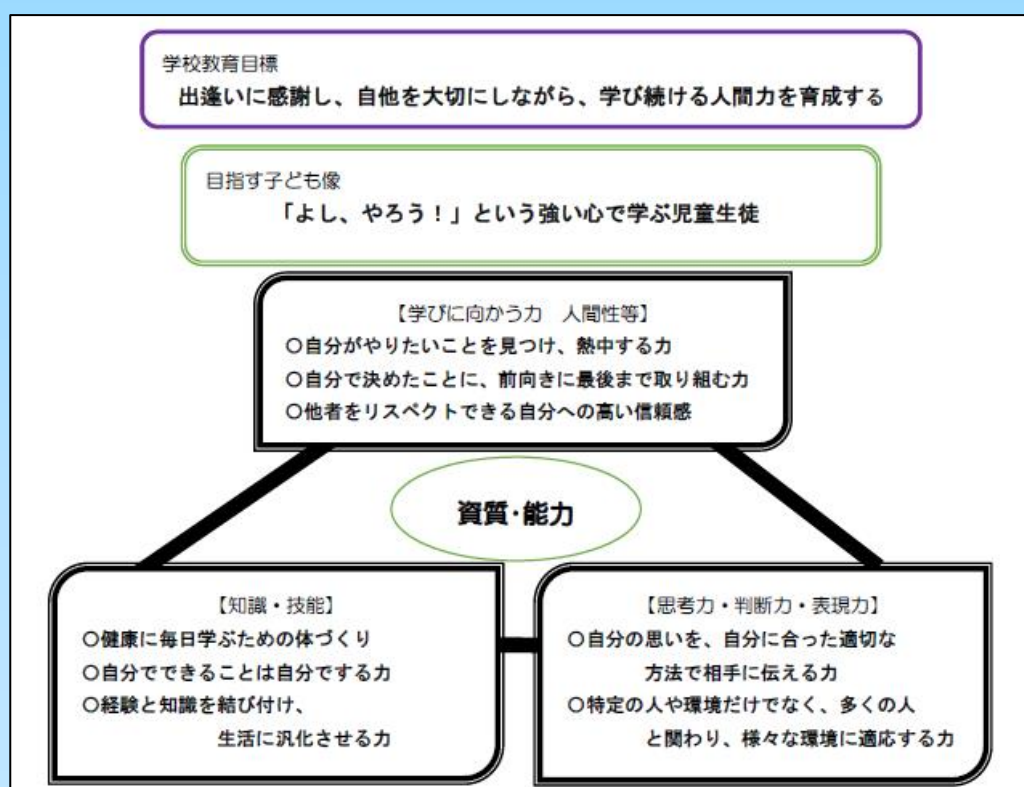 学校教育目標
出逢いに感謝し、自他を大切にしながら、学び続ける人間力を育成する
目指す子ども像
「よし、やろう！」という強い心で学ぶ児童生徒
【学びに向かう力　人間性等】
〇自分がやりたいことを見つけ、熱中する力
〇自分で決めたことに、前向きに最後まで取り組む力
〇他者をリスペクトできる自分への高い信頼感
資質・能力
【知識・技能】
〇健康に毎日学ぶための体づくり
〇自分でできることは自分でする力
〇経験と知識を結び付け、
生活に汎化させる力
【思考力・判断力・表現力】
〇自分の思いを、自分に合った適切な
方法で相手に伝える力
〇特定の人や環境だけでなく、多くの人
と関わり、様々な環境に適応する力